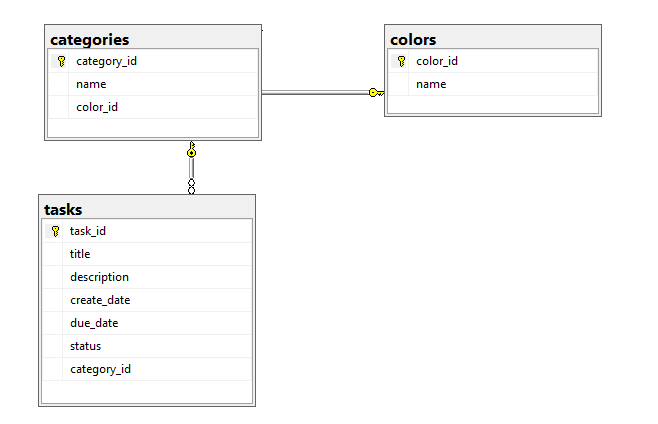 categories
category_id
name
color_id
colors
color_id
name
tasks
task_id
title
description
create_date
due_date
status
category_id